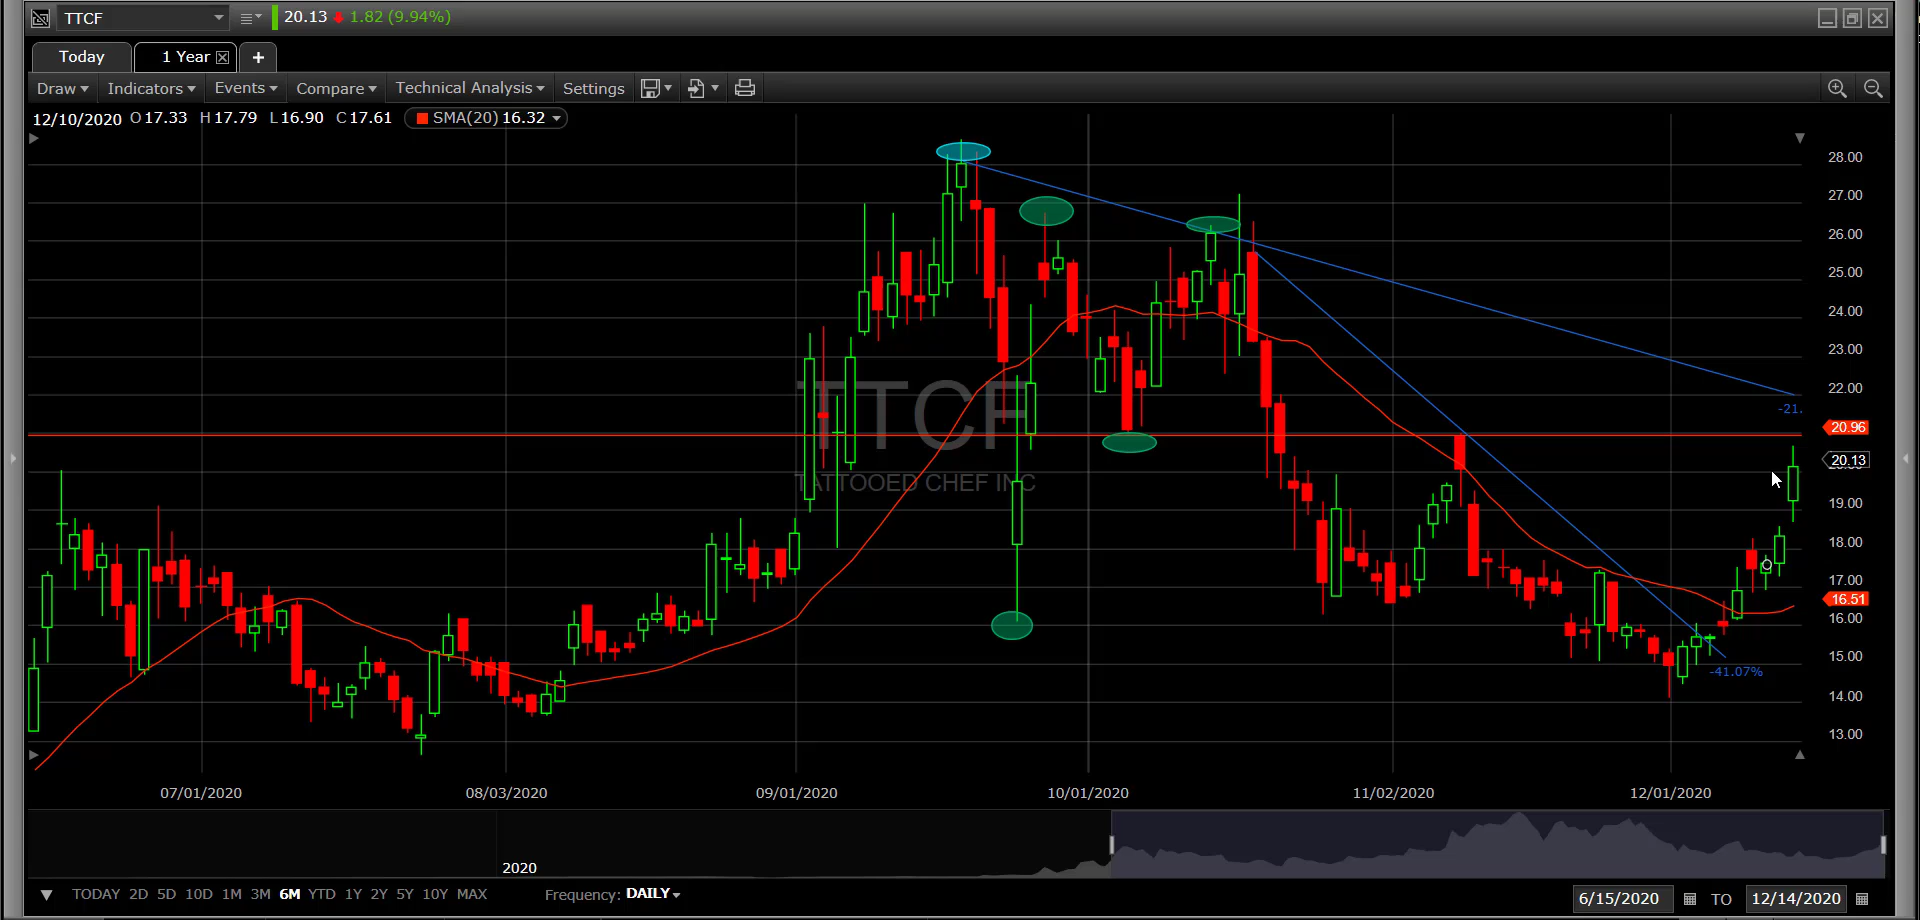 TTCF 20.13 1.82 (9.94%)
Today 1 Year +
Draw Indicators Events Compare Technical Analysis Settings
12/10/2020 O 17.33 H 17.79 L 16.90 C 17.61 SMA(20) 16.32
28.00
27.00
26.00
25.00
24.00
23.00
22.00
-21.
20.96
20.13
19.00
18.00
17.00
16.51
16.00
15.00
14.00
13.00
TTCF
TATTOOED CHEF INC
-41.07%
07/01/2020 08/03/2020 09/01/2020 10/01/2020 11/02/2020 12/01/2020
2020
TODAY 2D 5D 10D 1M 3M 6M YTD 1Y 2Y 5Y 10Y MAX Frequency: DAILY 6/15/2020 TO 12/14/2020